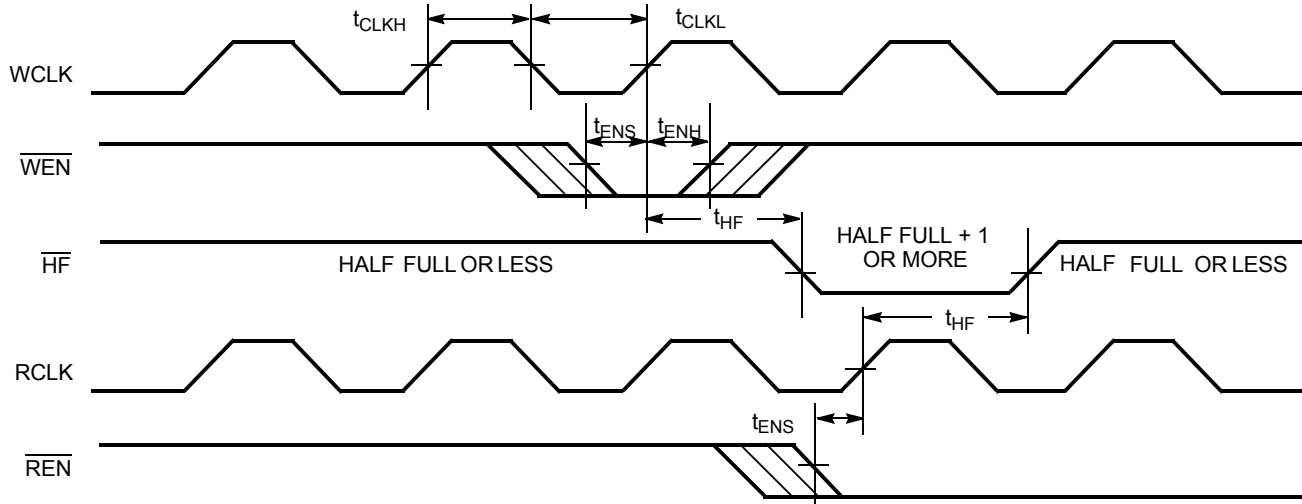 tCLKH
tCLKL
WCLK
tENS
tENH
WEN
tHF
HALF FULL + 1
OR MORE
HF
HALF FULL OR LESS
HALF FULL OR LESS
tHF
RCLK
tENS
REN